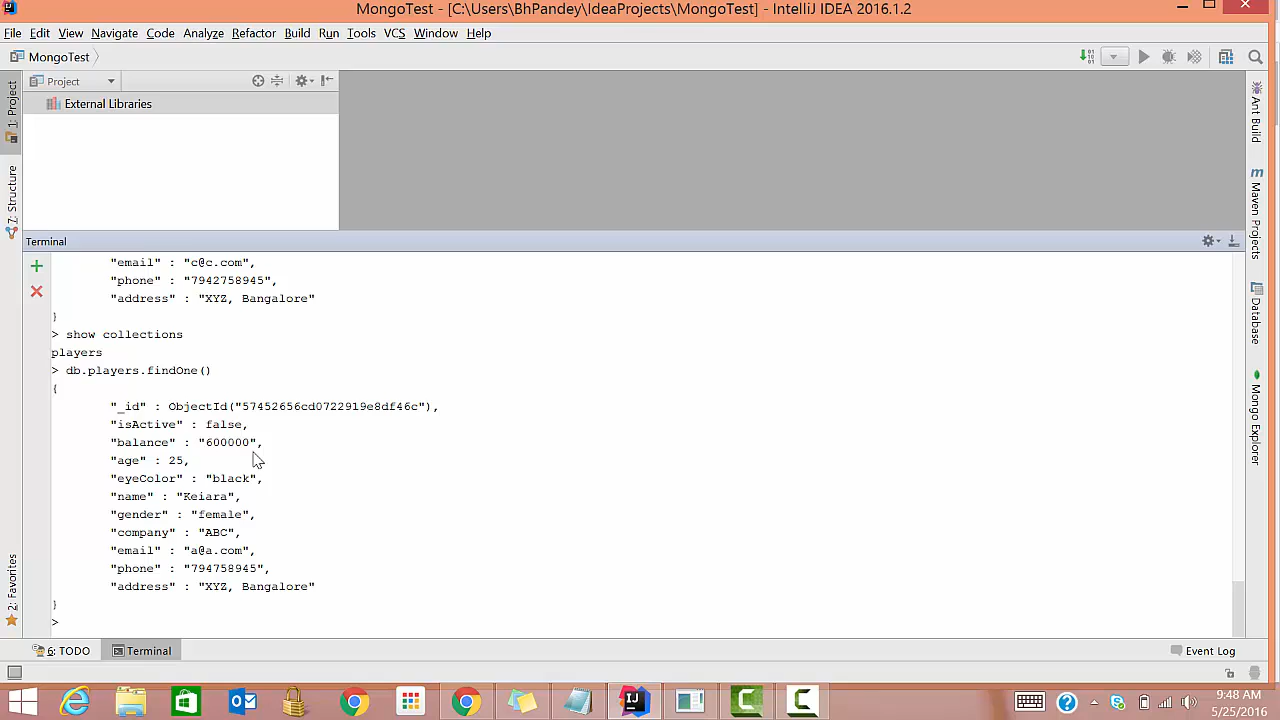 MongoTest - [C:\Users\BhPandey\IdeaProjects\MongoTest] - IntelliJ IDEA 2016.1.2
File Edit View Navigate Code Analyze Refactor Build Run Tools VCS Window Help
MongoTest
Project
External Libraries
1: Project
7: Structure
2: Favorites
Ant Build
Maven Projects
Database
Mongo Explorer
Terminal
"email" : "c@c.com",
"phone" : "7942758945",
"address" : "XYZ, Bangalore"
}
> show collections
players
> db.players.findOne()
{
"_id" : ObjectId("57452656cd0722919e8df46c"),
"isActive" : false,
"balance" : "600000",
"age" : 25,
"eyeColor" : "black",
"name" : "Keiara",
"gender" : "female",
"company" : "ABC",
"email" : "a@a.com",
"phone" : "794758945",
"address" : "XYZ, Bangalore"
}
>
6: TODO Terminal Event Log
9:48 AM
5/25/2016